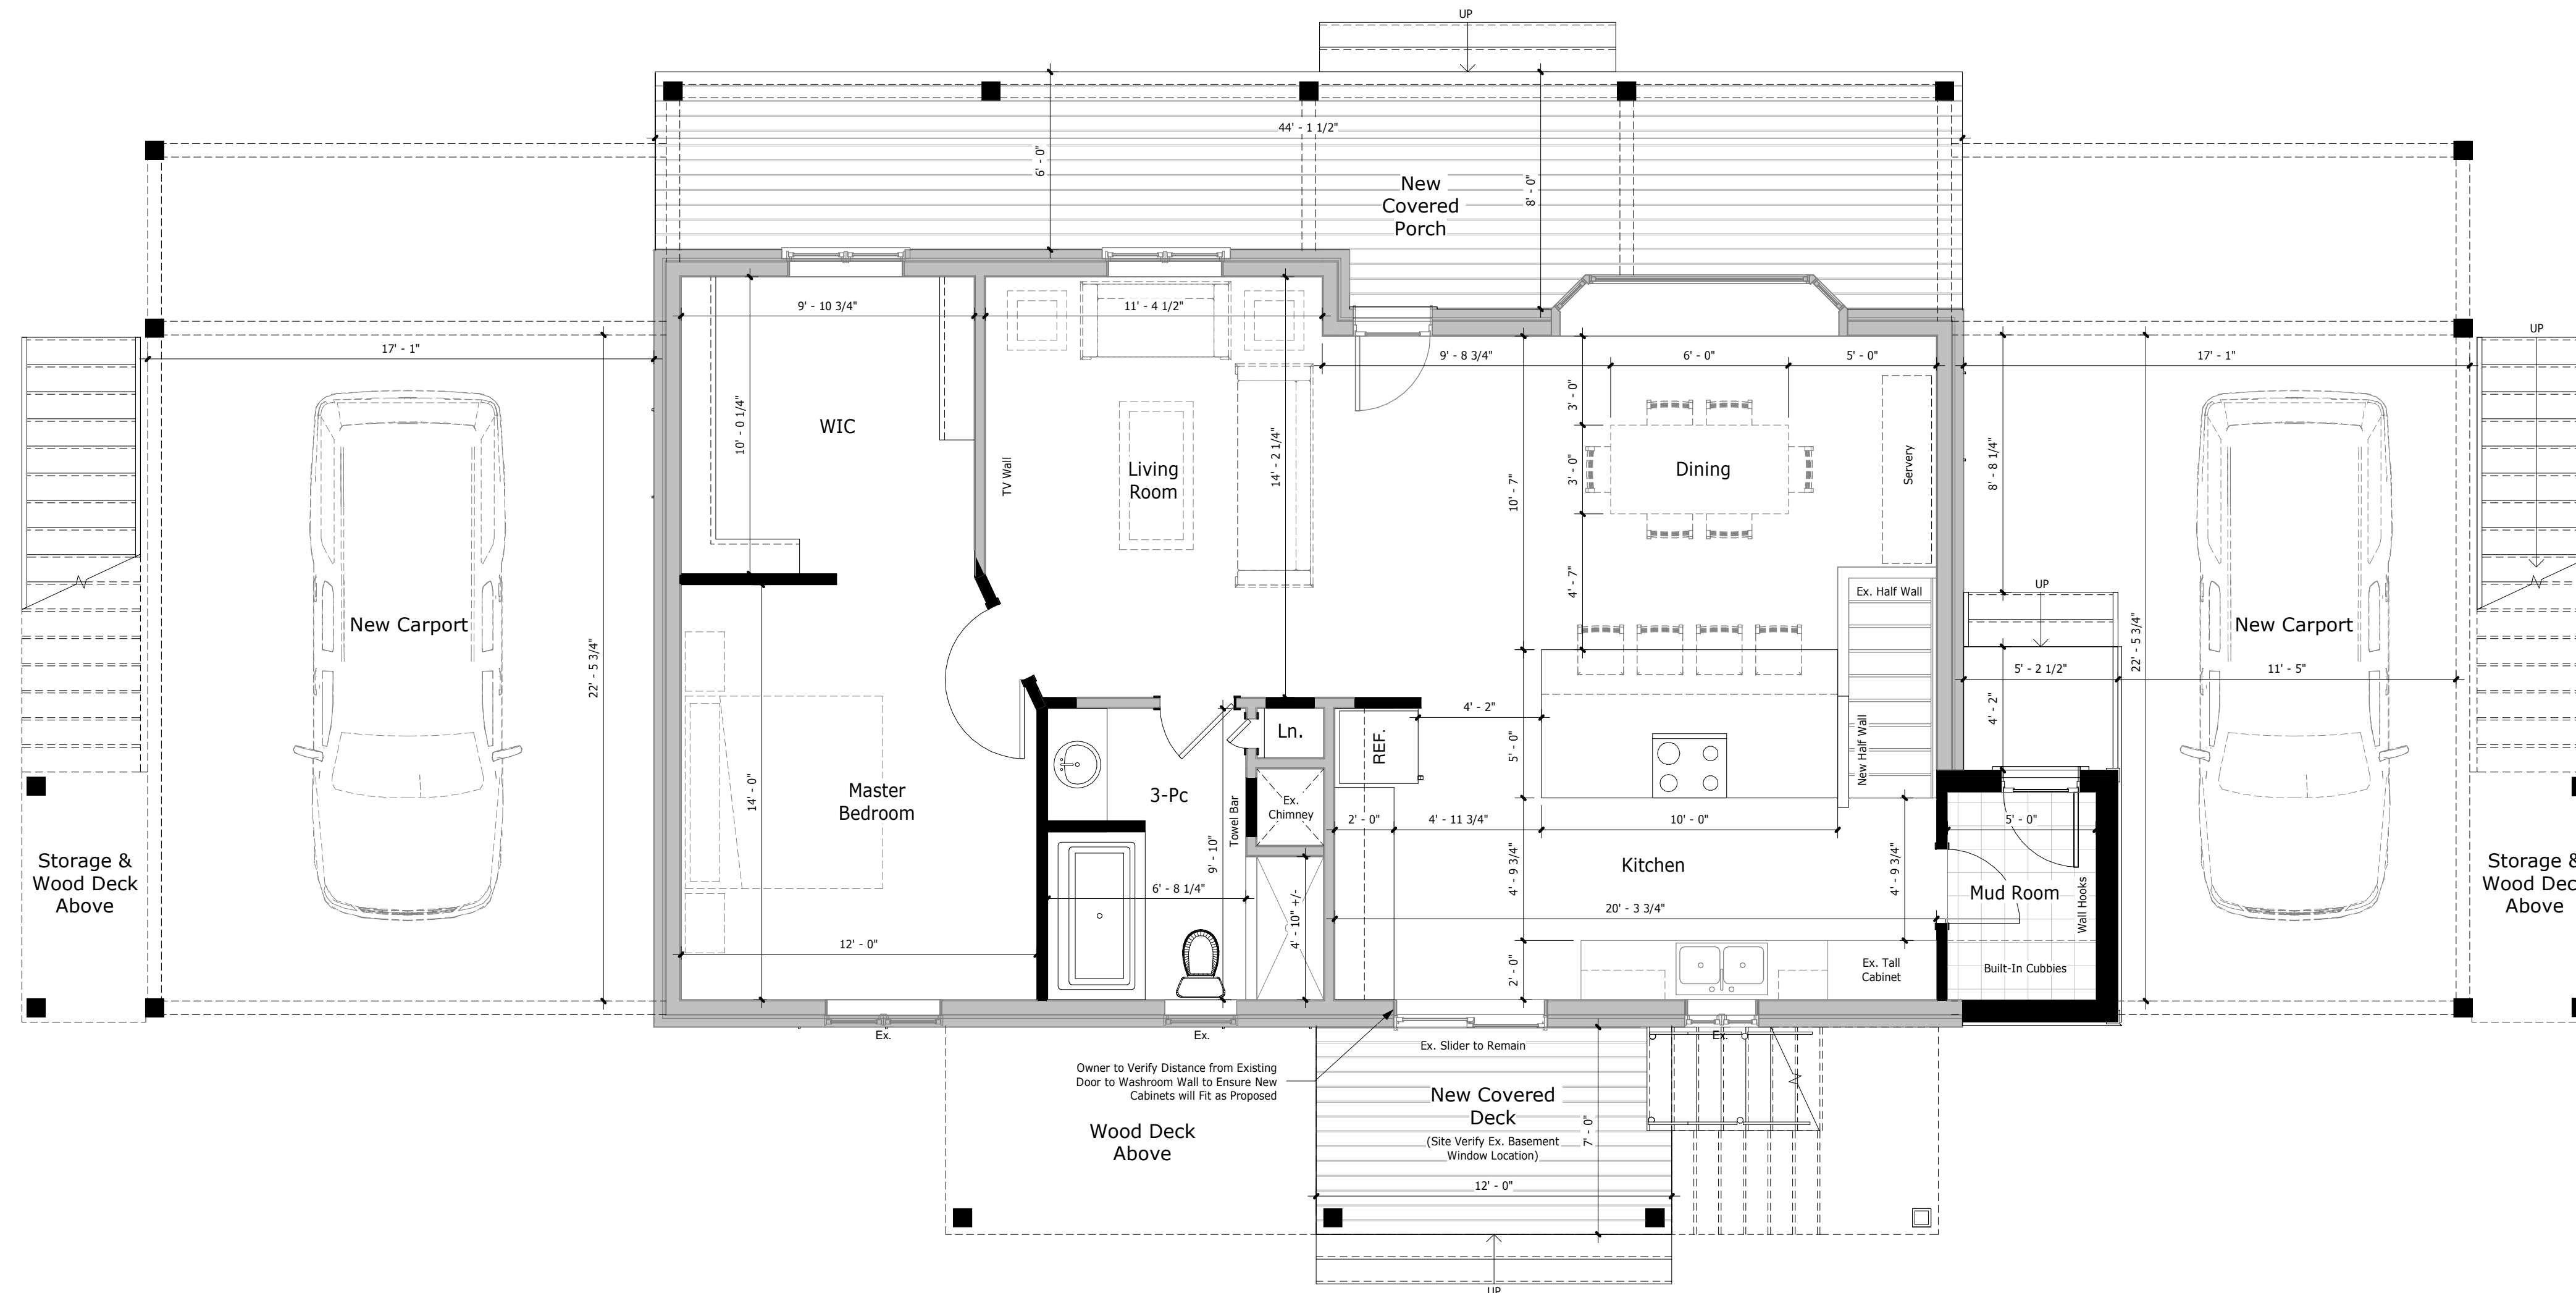 UP
44' - 1 1/2"
6' - 0"
8' - 0"
New
Covered
Porch
9' - 10 3/4"
11' - 4 1/2"
17' - 1"
9' - 8 3/4"
6' - 0"
5' - 0"
17' - 1"
UP
10' - 0 1/4"
WIC
TV Wall
Living
Room
14' - 2 1/4"
10' - 7"
3' - 0"
3' - 0"
4' - 7"
Dining
Servery
8' - 8 1/4"
Ex. Half Wall
UP
New Carport
22' - 5 3/4"
New Carport
22' - 5 3/4"
5' - 2 1/2"
11' - 5"
4' - 2"
4' - 2"
Ln.
REF.
5' - 0"
New Half Wall
14' - 0"
Master
Bedroom
3-Pc
Towel Bar
Ex.
Chimney
2' - 0"
4' - 11 3/4"
10' - 0"
5' - 0"
9' - 10"
4' - 9 3/4"
Kitchen
4' - 9 3/4"
Mud Room
Wall Hooks
Storage &
Wood Deck
Above
6' - 8 1/4"
4' - 10" +/-
20' - 3 3/4"
12' - 0"
2' - 0"
Ex. Tall
Cabinet
Built-In Cubbies
Storage &
Wood Dec
Above
Ex.
Ex.
Ex.
Ex. Slider to Remain
Owner to Verify Distance from Existing
Door to Washroom Wall to Ensure New
Cabinets will Fit as Proposed
New Covered
Deck
(Site Verify Ex. Basement
Window Location)
7' - 0"
Wood Deck
Above
12' - 0"
UP